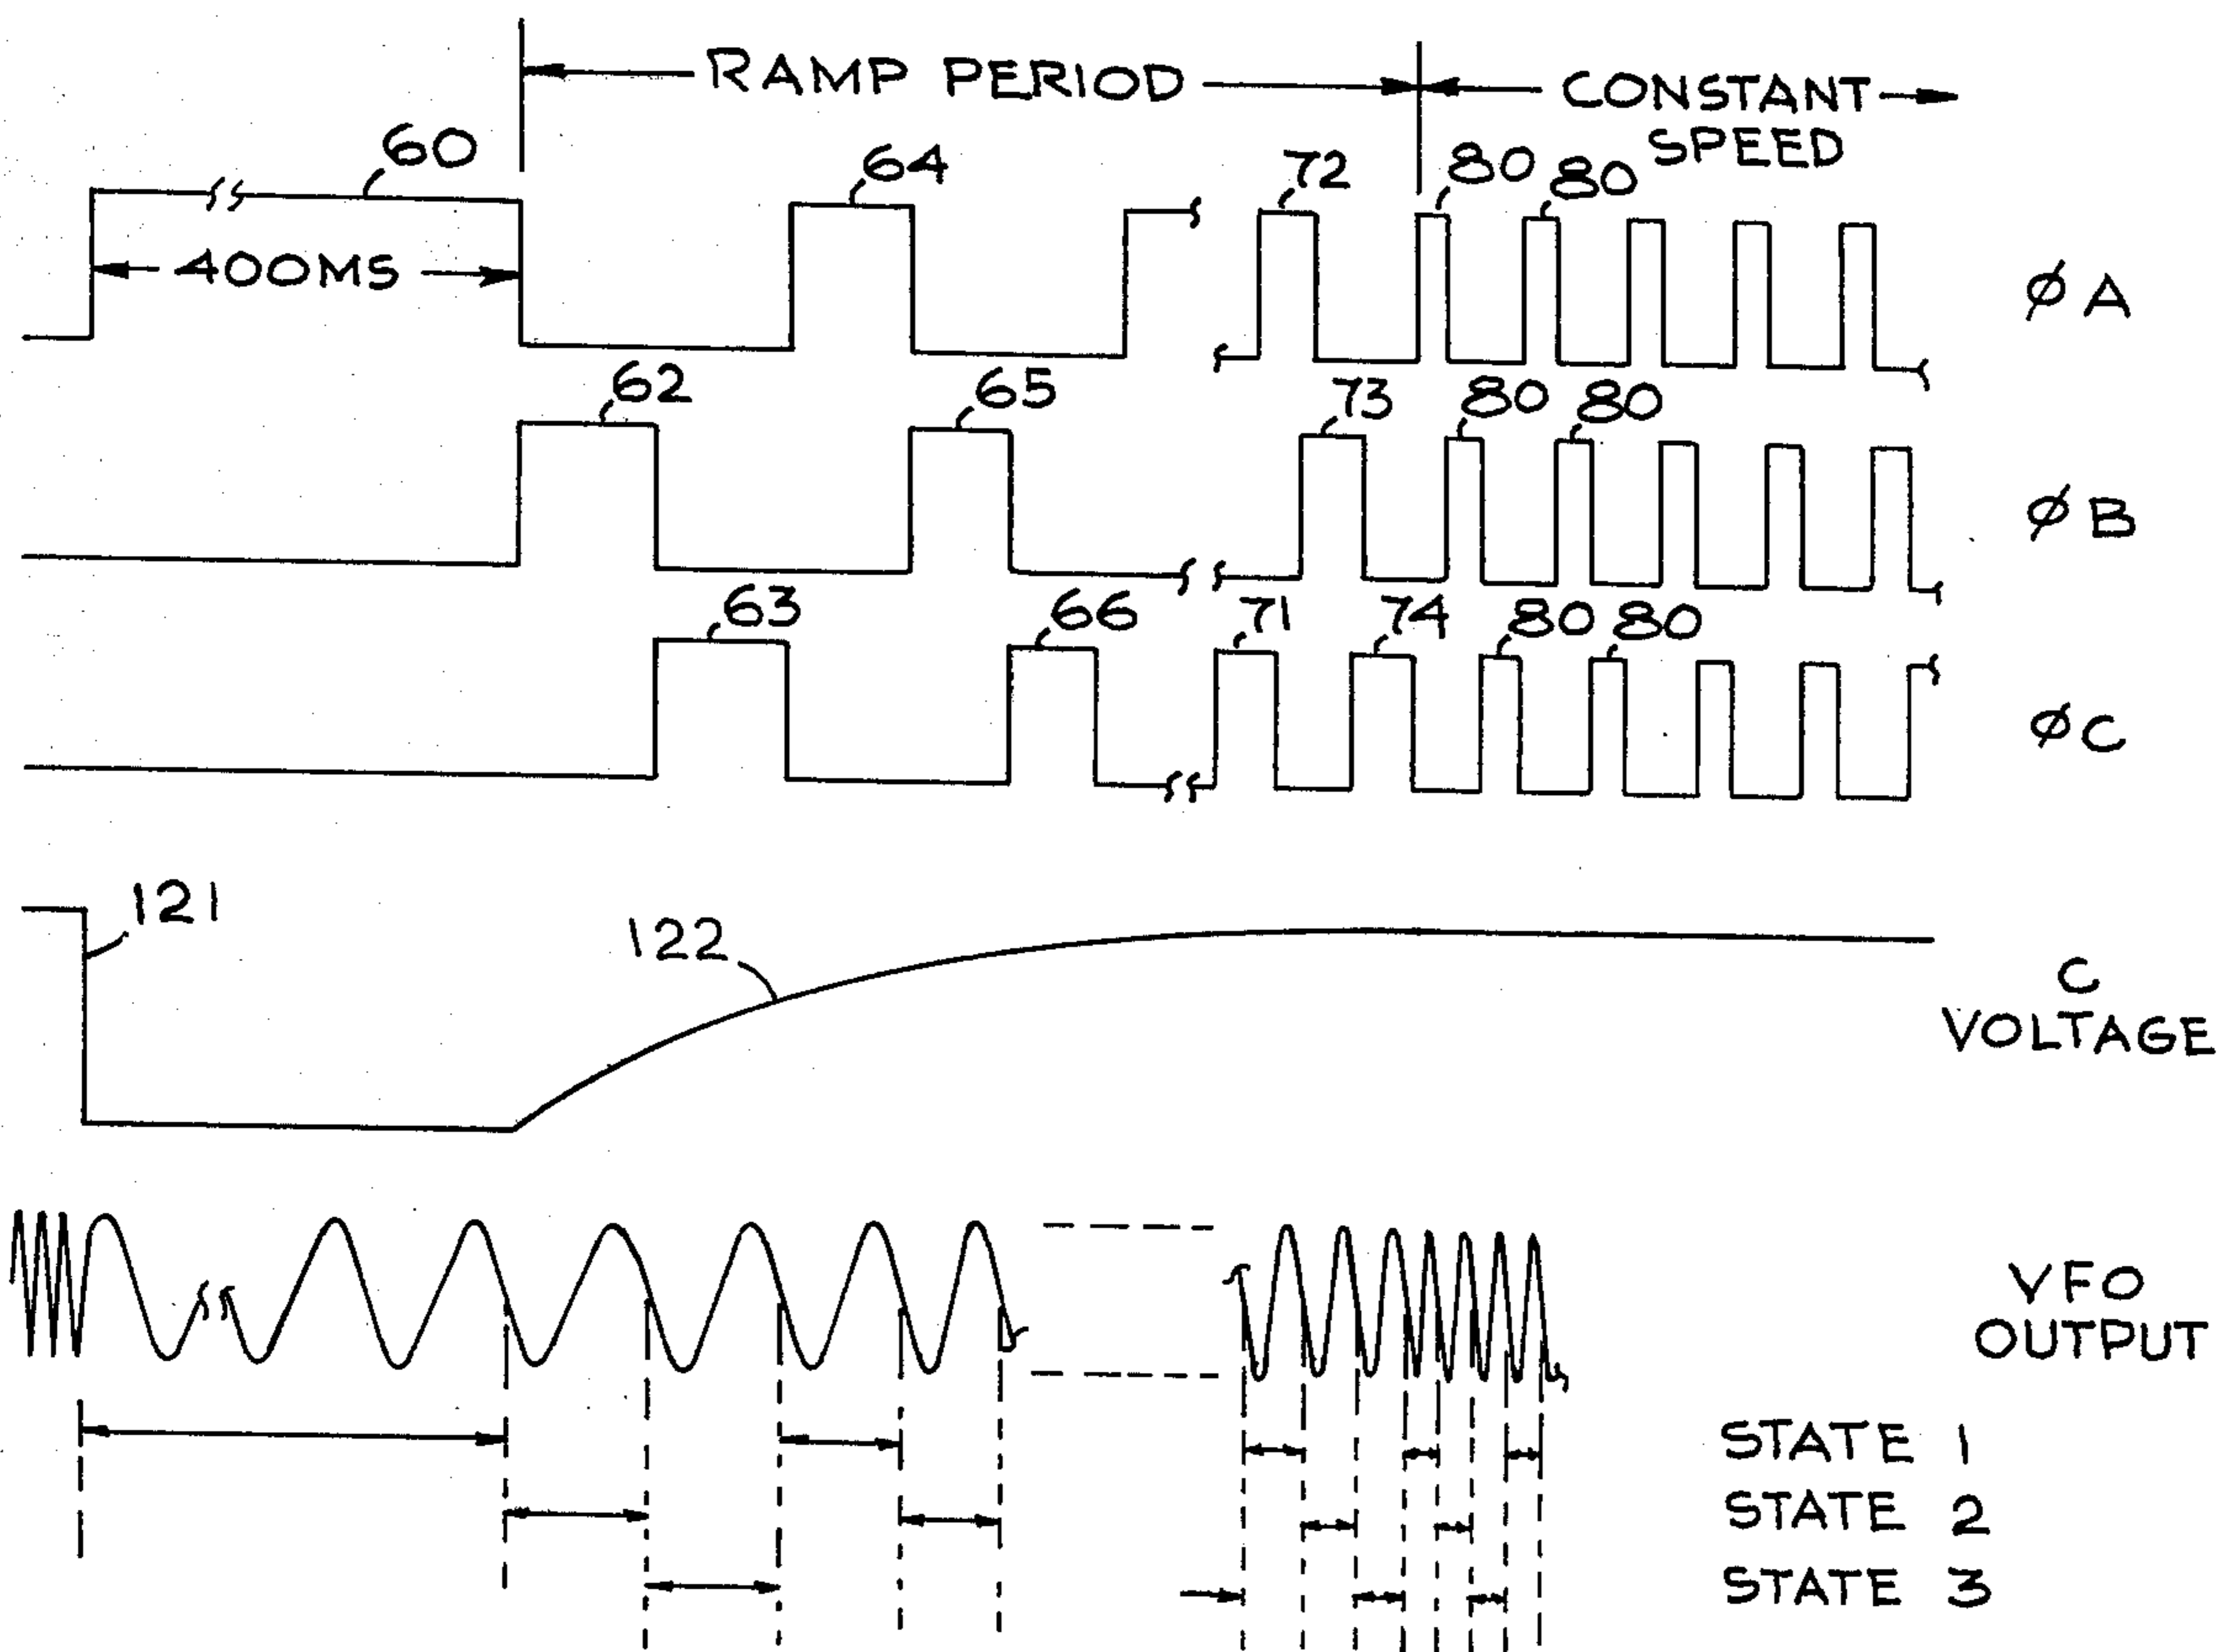 RAMP PERIOD
CONSTANT
SPEED
60
64
72
80
80
400MS
ØA
62
65
73
80
80
ØB
63
66
71
74
80
80
ØC
121
122
C
VOLTAGE
VFO
OUTPUT
STATE 1
STATE 2
STATE 3